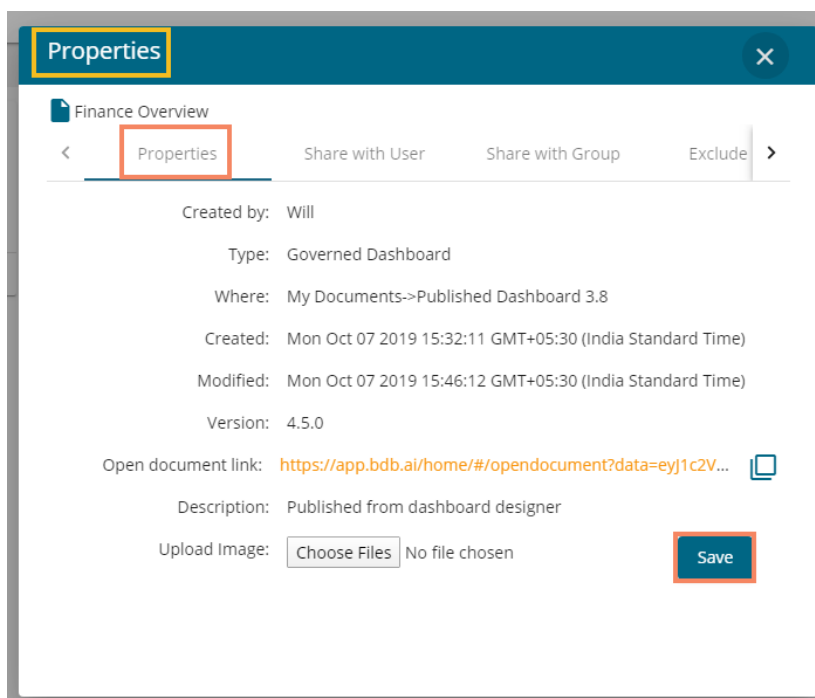 Properties
Finance Overview
Properties Share with User Share with Group Exclude
Created by: Will
Type: Governed Dashboard
Where: My Documents->Published Dashboard 3.8
Created: Mon Oct 07 2019 15:32:11 GMT+05:30 (India Standard Time)
Modified: Mon Oct 07 2019 15:46:12 GMT+05:30 (India Standard Time)
Version: 4.5.0
Open document link: https://app.bdb.ai/home/#/opendocument?data=eyJ1c2V...
Description: Published from dashboard designer
Upload Image: Choose Files No file chosen Save